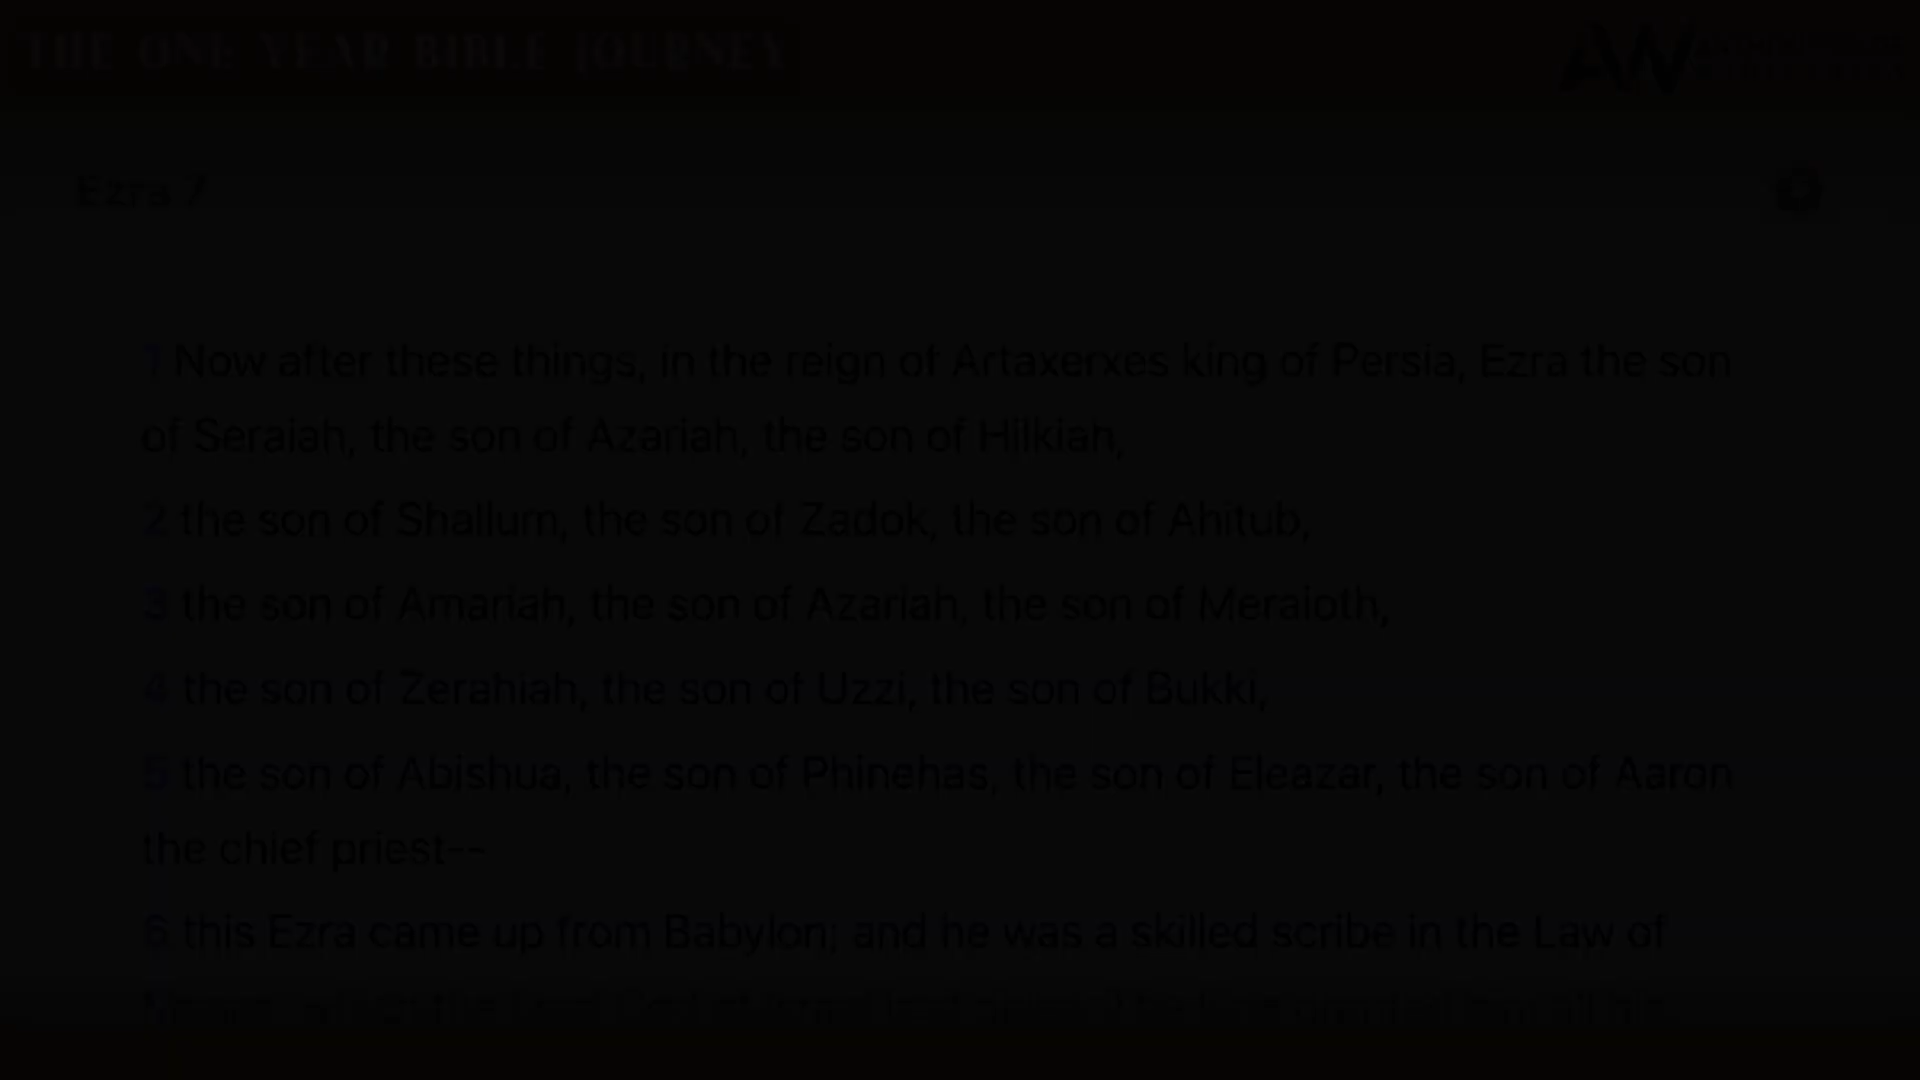 THE ONE YEAR BIBLE JOURNEY
AW
Ezra 7
1 Now after these things, in the reign of Artaxerxes king of Persia, Ezra the son
of Seraiah, the son of Azariah, the son of Hilkiah,
2 the son of Shallum, the son of Zadok, the son of Ahitub,
3 the son of Amariah, the son of Azariah, the son of Meraioth,
4 the son of Zerahiah, the son of Uzzi, the son of Bukki,
5 the son of Abishua, the son of Phinehas, the son of Eleazar, the son of Aaron
the chief priest--
6 this Ezra came up from Babylon; and he was a skilled scribe in the Law of